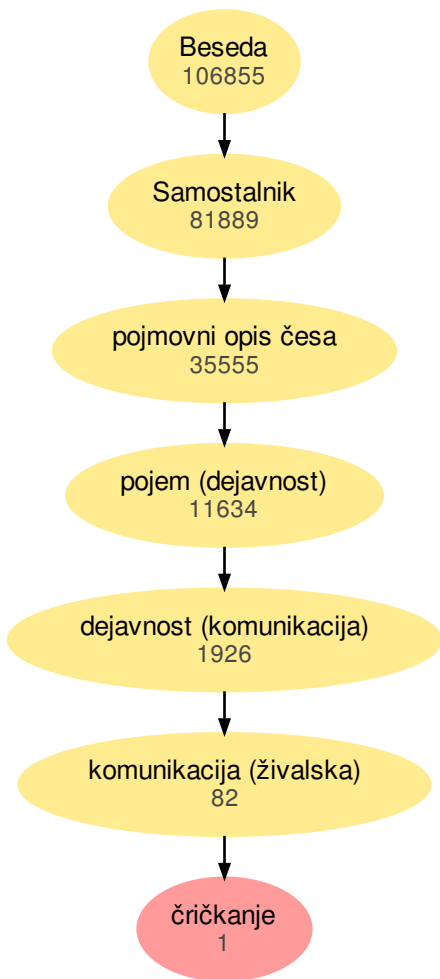 Beseda
106855
Samostalnik
81889
pojmovni opis česa
35555
pojem (dejavnost)
11634
dejavnost (komunikacija)
1926
komunikacija (živalska)
82
čričkanje
1